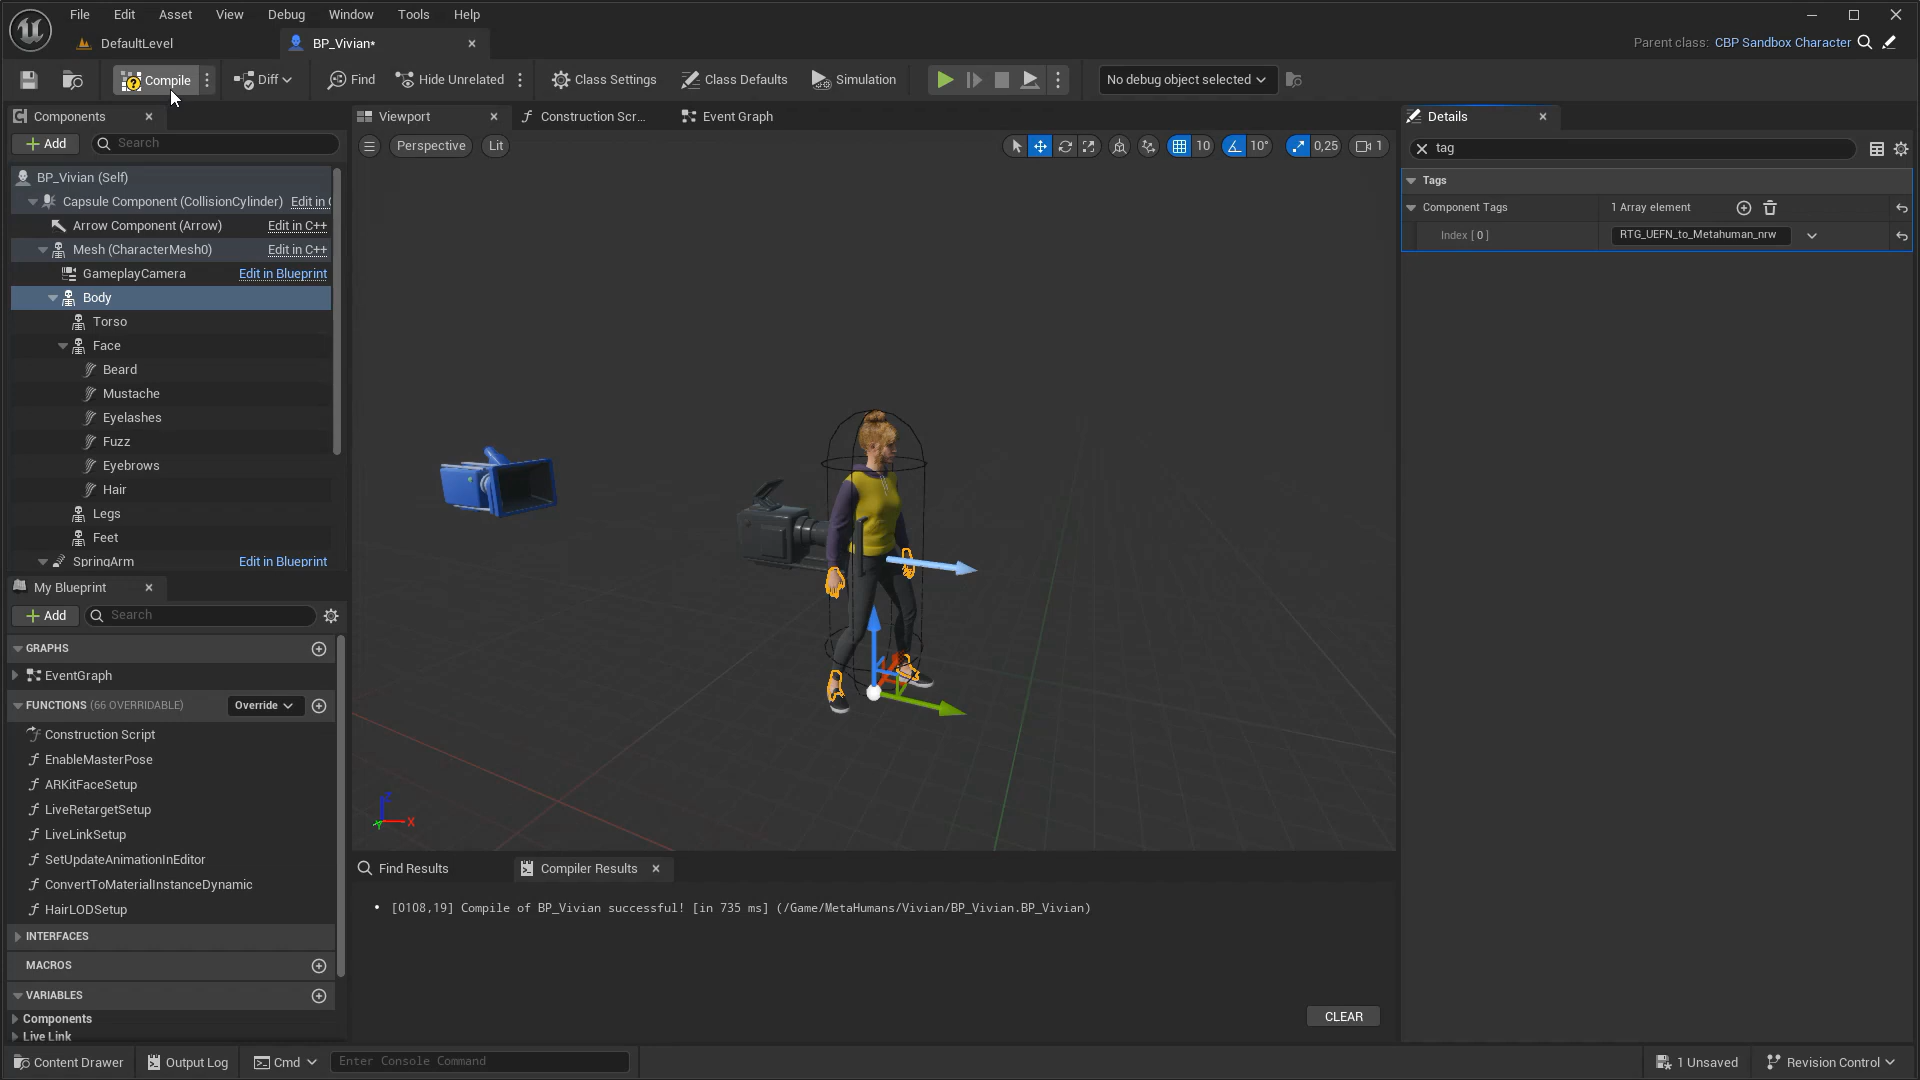 File Edit Asset View Debug Window Tools Help
DefaultLevel
BP_Vivian*
Parent class: CBP Sandbox Character
Compile
Diff
Find
Hide Unrelated
Class Settings
Class Defaults
Simulation
No debug object selected
Components
Add
Search
BP_Vivian (Self)
Capsule Component (CollisionCylinder) Edit in C
Arrow Component (Arrow) Edit in C++
Mesh (CharacterMesh0) Edit in C++
GameplayCamera Edit in Blueprint
Body
Torso
Face
Beard
Mustache
Eyelashes
Fuzz
Eyebrows
Hair
Legs
Feet
SpringArm Edit in Blueprint
My Blueprint
Add
Search
GRAPHS
EventGraph
FUNCTIONS (66 OVERRIDABLE) Override
Construction Script
EnableMasterPose
ARKitFaceSetup
LiveRetargetSetup
LiveLinkSetup
SetUpdateAnimationInEditor
ConvertToMaterialInstanceDynamic
HairLODSetup
INTERFACES
MACROS
VARIABLES
Components
Live Link
Viewport
Construction Scr...
Event Graph
Perspective
Lit
10
10°
0,25
1
Z
X
Y
Find Results
Compiler Results
• [0108,19] Compile of BP_Vivian successful! [in 735 ms] (/Game/MetaHumans/Vivian/BP_Vivian.BP_Vivian)
CLEAR
Details
tag
Tags
Component Tags 1 Array element
Index [ 0 ] RTG_UEFN_to_Metahuman_nrw
Content Drawer
Output Log
Cmd
Enter Console Command
1 Unsaved
Revision Control